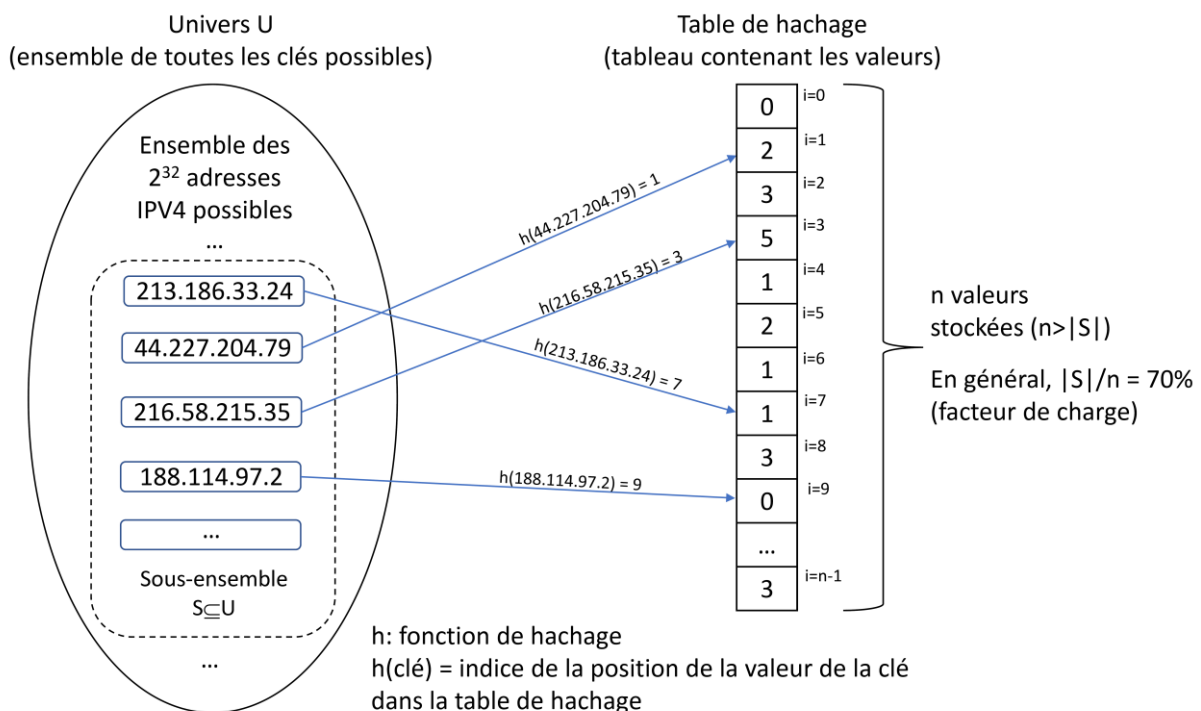 Univers U
(ensemble de toutes les clés possibles)
Ensemble des
2³² adresses
IPV4 possibles
...
213.186.33.24
44.227.204.79
216.58.215.35
188.114.97.2
...
Sous-ensemble
S⊆U
...
h(44.227.204.79) = 1
h(216.58.215.35) = 3
h(213.186.33.24) = 7
h(188.114.97.2) = 9
Table de hachage
(tableau contenant les valeurs)
0 i=0
2 i=1
3 i=2
5 i=3
1 i=4
2 i=5
1 i=6
1 i=7
3 i=8
0 i=9
...
3 i=n-1
n valeurs
stockées (n>|S|)
En général, |S|/n = 70%
(facteur de charge)
h: fonction de hachage
h(clé) = indice de la position de la valeur de la clé
dans la table de hachage